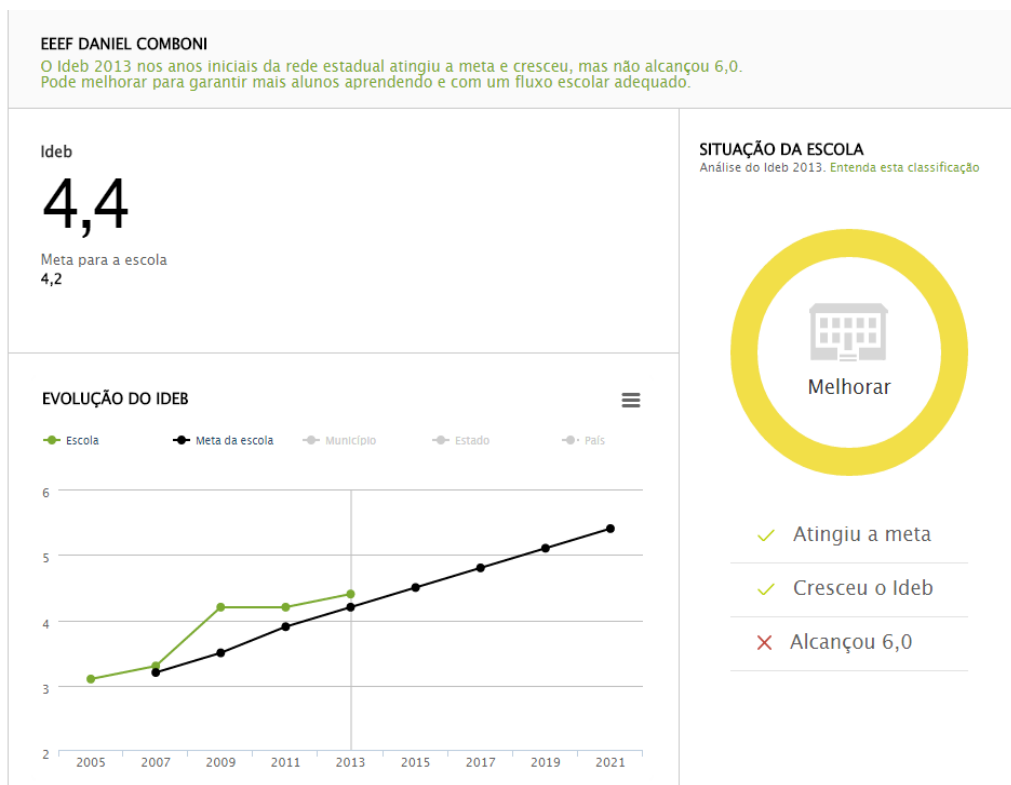 EEEF DANIEL COMBONI
O Ideb 2013 nos anos iniciais da rede estadual atingiu a meta e cresceu, mas não alcançou 6,0.
Pode melhorar para garantir mais alunos aprendendo e com um fluxo escolar adequado.
Ideb
4,4
Meta para a escola
4,2
SITUAÇÃO DA ESCOLA
Análise do Ideb 2013. Entenda esta classificação
Melhorar
Atingiu a meta
Cresceu o Ideb
Alcançou 6,0
EVOLUÇÃO DO IDEB
Escola Meta da escola Município Estado País
6
5
4
3
2
2005 2007 2009 2011 2013 2015 2017 2019 2021